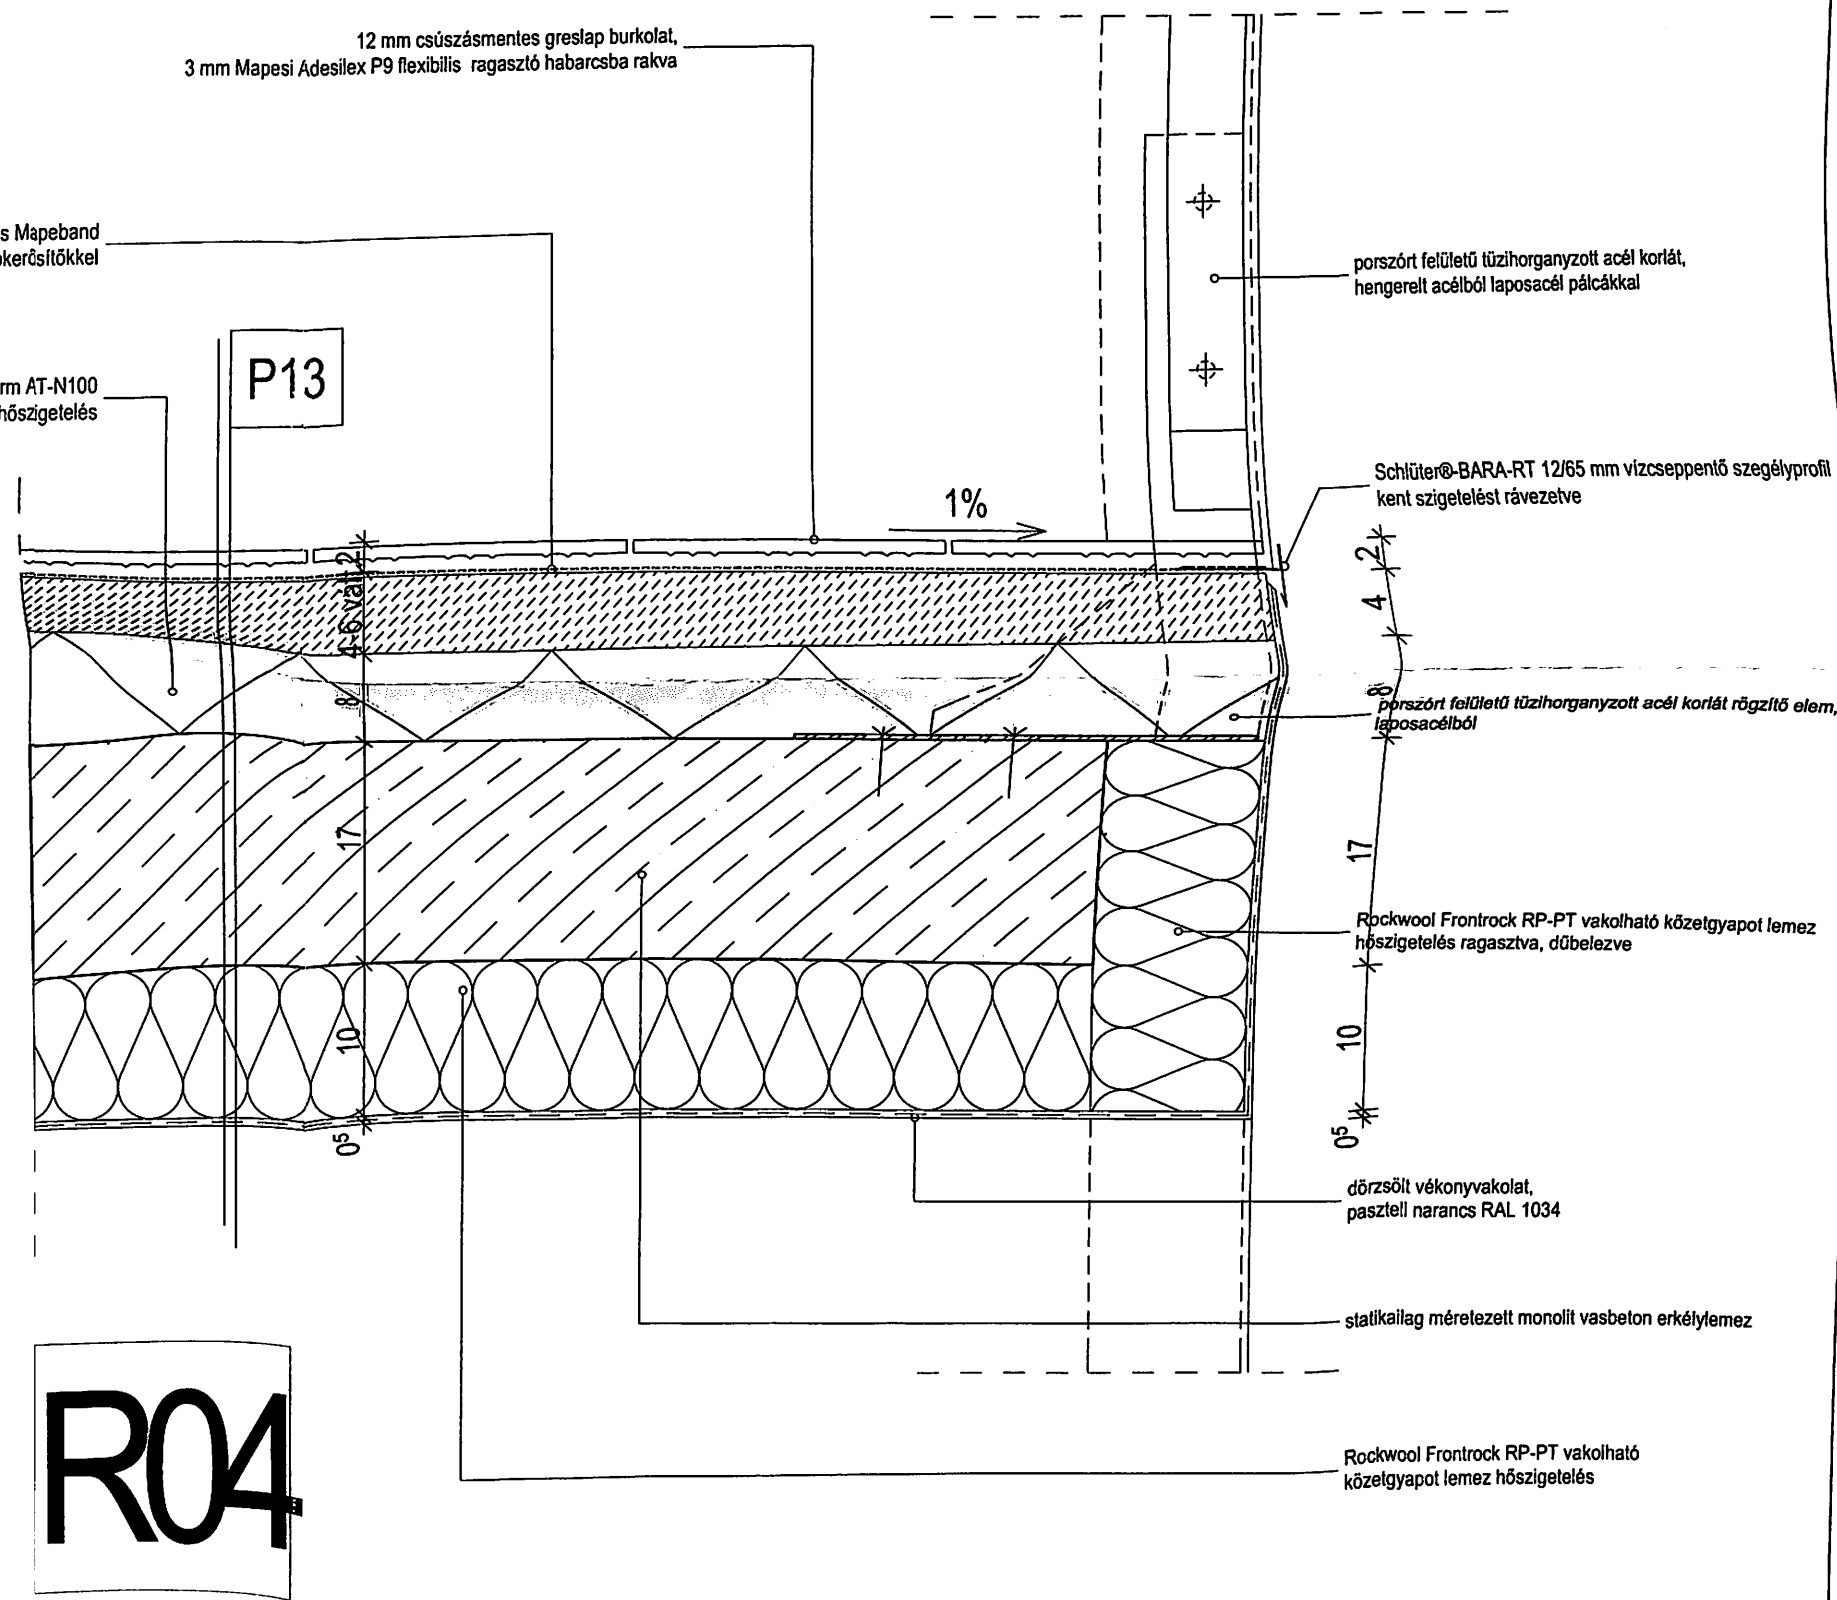 12 mm csúszásmentes greslap burkolat,
3 mm Mapesi Adesilex P9 flexibilis ragasztó habarcsba rakva
s Mapeband
okerősítőkkel
porszórt felületű tűzihorganyzott acél korlát,
hengerelt acélból laposacél pálcákkal
P13
rm AT-N100
hőszigetelés
Schlüter®-BARA-RT 12/65 mm vízcseppentő szegélyprofil
kent szigetelést rávezetve
1%
2
4-6 vált.
8
17
10
0⁵
2
4
8
17
10
0⁵
porszórt felületű tűzihorganyzott acél korlát rögzítő elem,
laposacélból
Rockwool Frontrock RP-PT vakolható kőzetgyapot lemez
hőszigetelés ragasztva, dűbelezve
dörzsölt vékonyvakolat,
pasztell narancs RAL 1034
statikailag méretezett monolit vasbeton erkélylemez
Rockwool Frontrock RP-PT vakolható
kőzetgyapot lemez hőszigetelés
R04